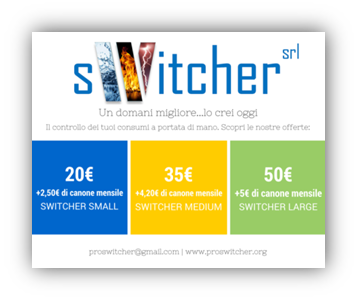 sWitcher srl
Un domani migliore...lo crei oggi
Il controllo dei tuoi consumi a portata di mano. Scopri le nostre offerte:
20€
+2,50€ di canone mensile
SWITCHER SMALL
35€
+4,20€ di canone mensile
SWITCHER MEDIUM
50€
+5€ di canone mensile
SWITCHER LARGE
proswitcher@gmail.com | www.proswitcher.org